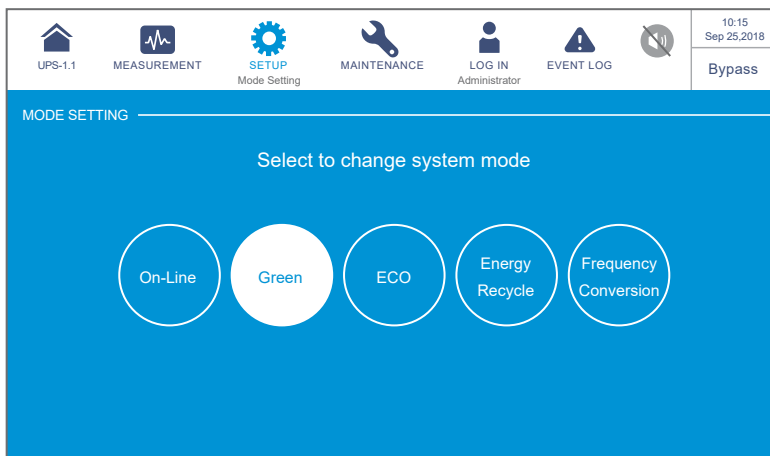 UPS-1.1
MEASUREMENT
SETUP
Mode Setting
MAINTENANCE
LOG IN
Administrator
EVENT LOG
10:15
Sep 25,2018
Bypass
MODE SETTING
Select to change system mode
On-Line
Green
ECO
Energy
Recycle
Frequency
Conversion